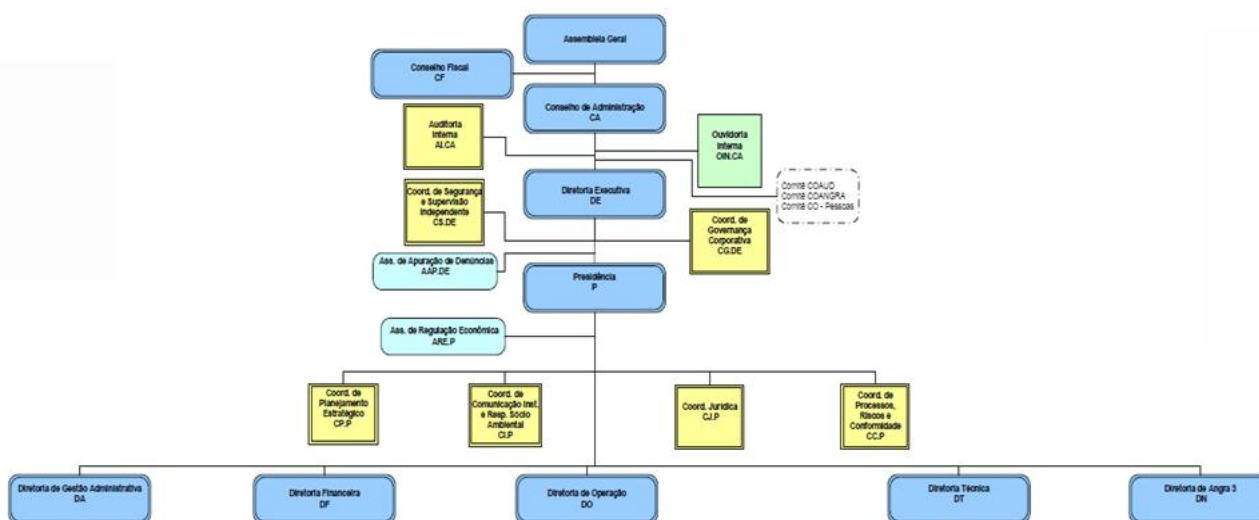 Assembleia Geral
Conselho Fiscal
CF
Conselho de Administração
CA
Auditoria
Interna
AI.CA
Ouvidoria
Interna
OIN.CA
Comitê COAUD
Comitê COANGRA
Comitê CO - Pessoas
Diretoria Executiva
DE
Coord. de Segurança
e Supervisão
Independente
CS.DE
Coord. de
Governança
Corporativa
CG.DE
Ass. de Apuração de Denúncias
AAP.DE
Presidência
P
Ass. de Regulação Econômica
ARE.P
Coord. de
Planejamento
Estratégico
CP.P
Coord. de
Comunicação Inst.
e Resp. Sócio
Ambiental
CI.P
Coord. Jurídica
CJ.P
Coord. de
Processos,
Riscos e
Conformidade
CC.P
Diretoria de Gestão Administrativa
DA
Diretoria Financeira
DF
Diretoria de Operação
DO
Diretoria Técnica
DT
Diretoria de Angra 3
DN